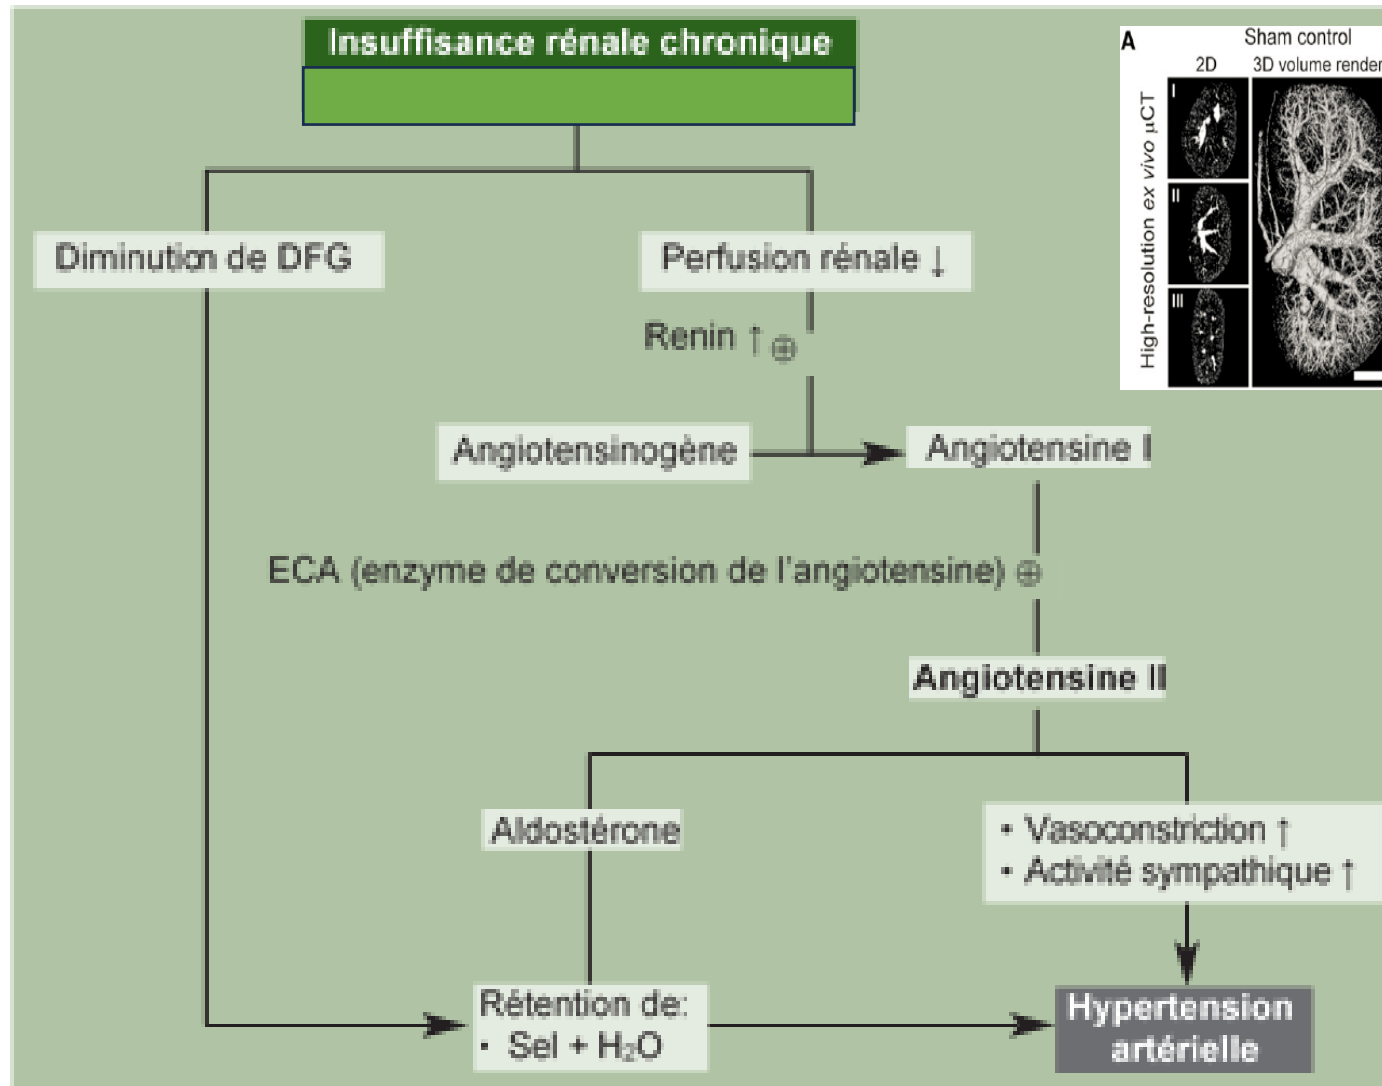 Insuffisance rénale chronique
A
Sham control
2D
3D volume render
High-resolution ex vivo µCT
I
II
III
Diminution de DFG
Perfusion rénale ↓
Renin ↑ ⊕
Angiotensinogène
Angiotensine I
ECA (enzyme de conversion de l'angiotensine) ⊕
Angiotensine II
Aldostérone
• Vasoconstriction ↑
• Activité sympathique ↑
Rétention de:
• Sel + H₂O
Hypertension
artérielle